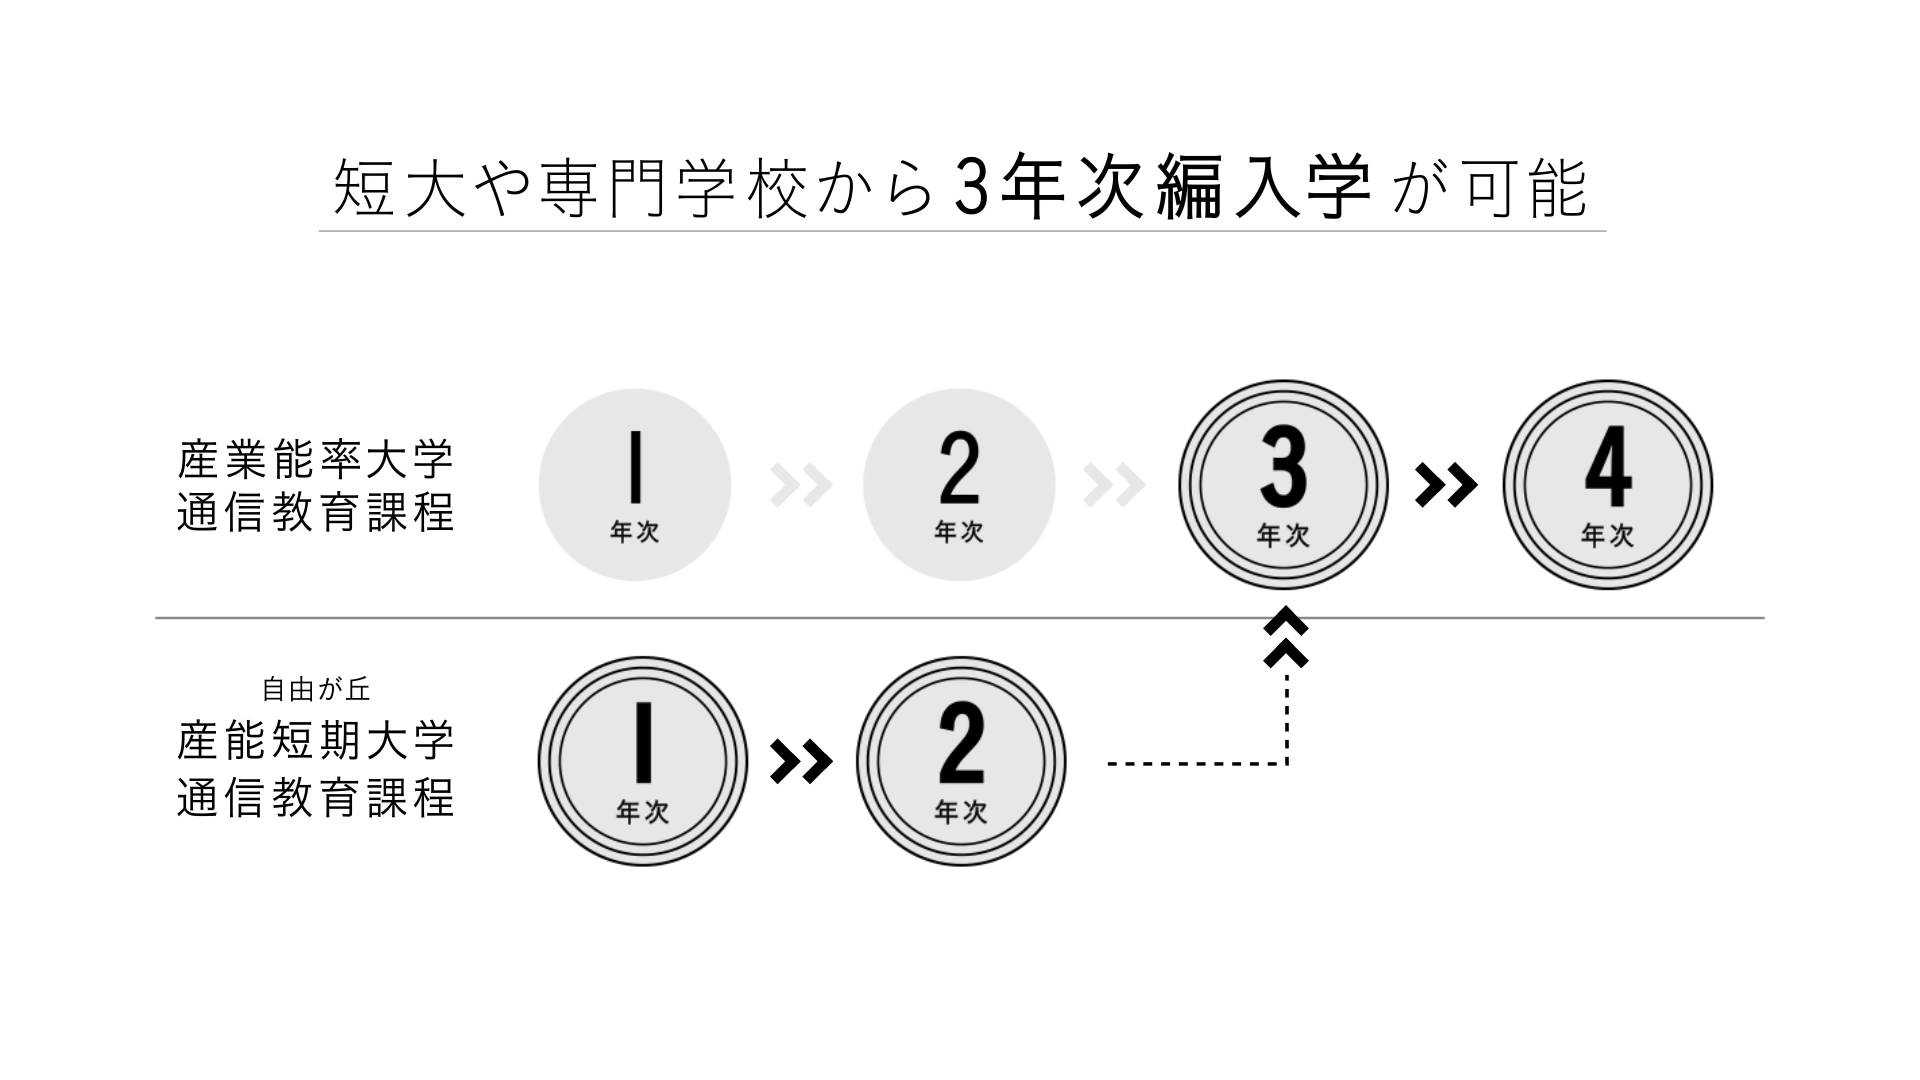 短大や専門学校から3年次編入学が可能
産業能率大学
通信教育課程
1
年次
2
年次
3
年次
4
年次
自由が丘
産能短期大学
通信教育課程
1
年次
2
年次